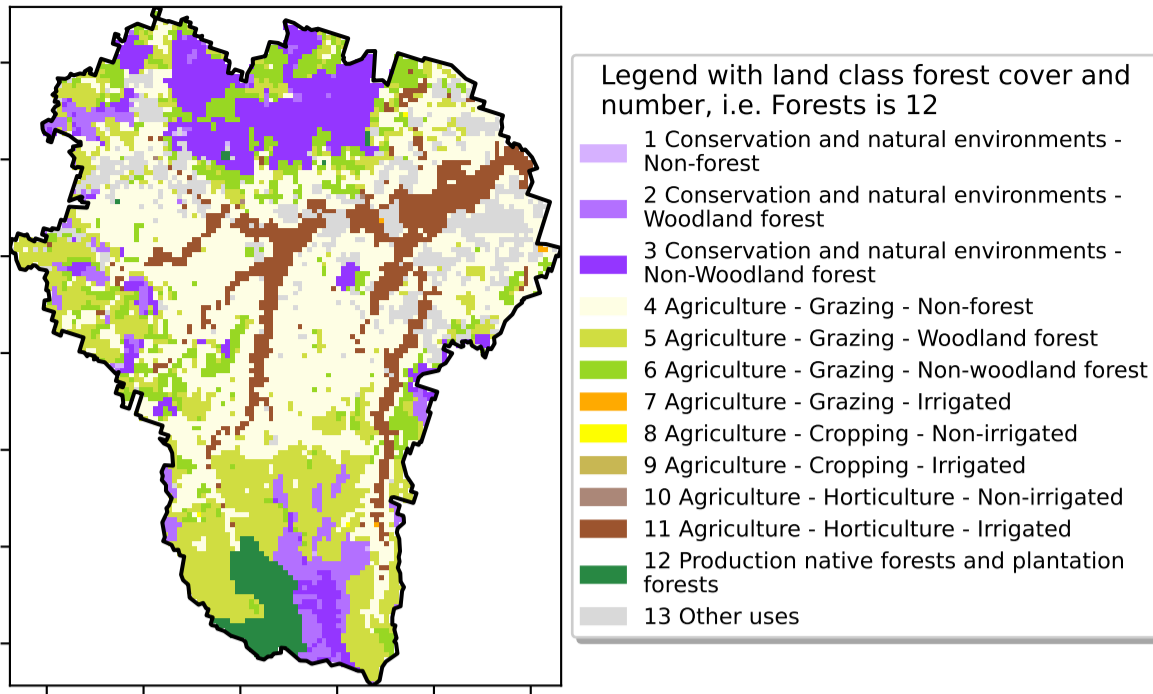 Legend with land class forest cover and
number, i.e. Forests is 12
1 Conservation and natural environments -
Non-forest
2 Conservation and natural environments -
Woodland forest
3 Conservation and natural environments -
Non-Woodland forest
4 Agriculture - Grazing - Non-forest
5 Agriculture - Grazing - Woodland forest
6 Agriculture - Grazing - Non-woodland forest
7 Agriculture - Grazing - Irrigated
8 Agriculture - Cropping - Non-irrigated
9 Agriculture - Cropping - Irrigated
10 Agriculture - Horticulture - Non-irrigated
11 Agriculture - Horticulture - Irrigated
12 Production native forests and plantation
forests
13 Other uses